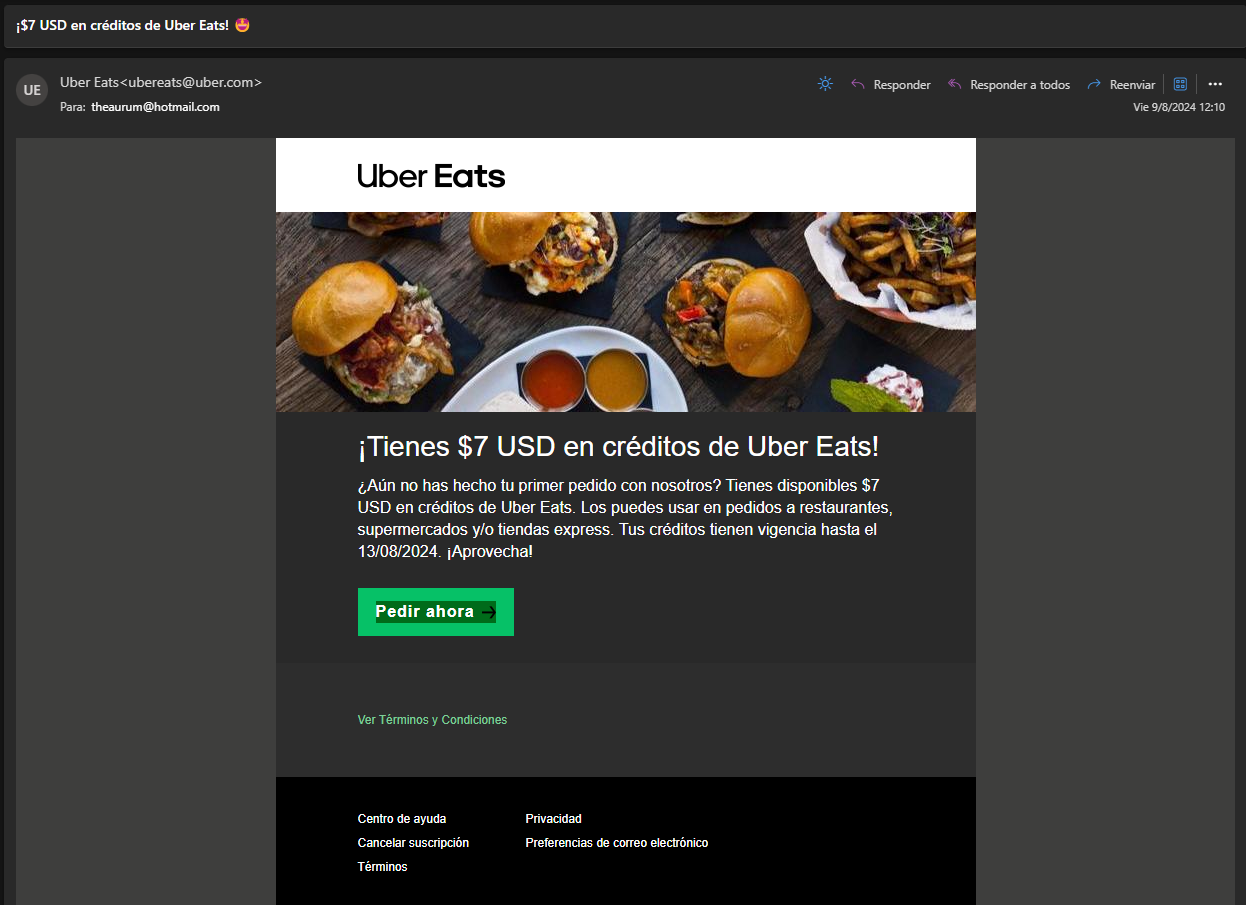 ¡$7 USD en créditos de Uber Eats! 🤩
UE
Uber Eats<ubereats@uber.com>
Para: theaurum@hotmail.com
Responder
Responder a todos
Reenviar
Vie 9/8/2024 12:10
Uber Eats
¡Tienes $7 USD en créditos de Uber Eats!
¿Aún no has hecho tu primer pedido con nosotros? Tienes disponibles $7
USD en créditos de Uber Eats. Los puedes usar en pedidos a restaurantes,
supermercados y/o tiendas express. Tus créditos tienen vigencia hasta el
13/08/2024. ¡Aprovecha!
Pedir ahora →
Ver Términos y Condiciones
Centro de ayuda
Privacidad
Cancelar suscripción
Preferencias de correo electrónico
Términos